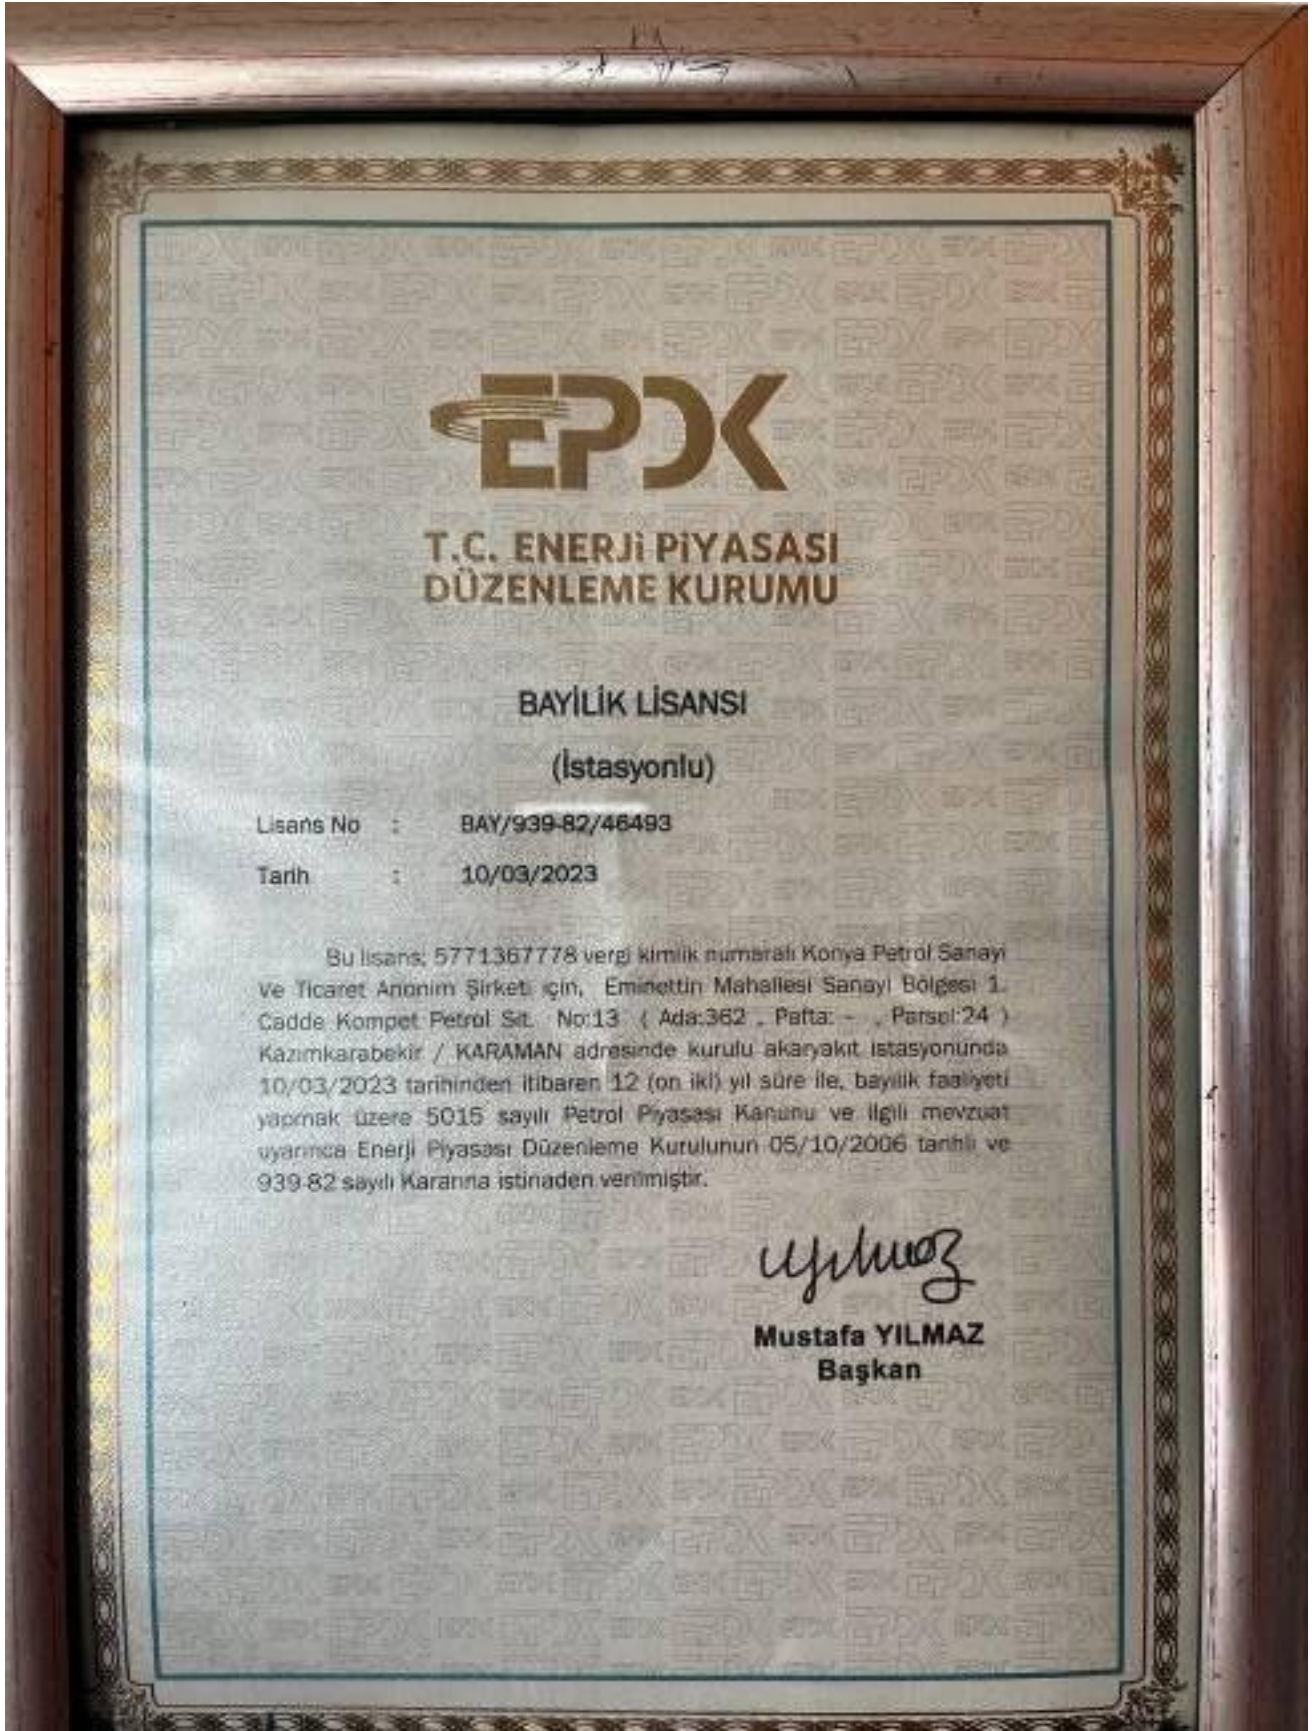 EPDK
T.C. ENERJİ PİYASASI
DÜZENLEME KURUMU
BAYİLİK LİSANSI
(İstasyonlu)
Lisans No : BAY/939-82/46493
Tarih : 10/03/2023
Bu lisans; 5771367778 vergi kimlik numaralı Konya Petrol Sanayi
Ve Ticaret Anonim Şirketi için, Eminettin Mahallesi Sanayi Bölgesi 1.
Cadde Kompet Petrol Sit. No:13 ( Ada:362 , Pafta: - , Parsel:24 )
Kazımkarabekir / KARAMAN adresinde kurulu akaryakıt istasyonunda
10/03/2023 tarihinden itibaren 12 (on iki) yıl süre ile, bayilik faaliyeti
yapmak üzere 5015 sayılı Petrol Piyasası Kanunu ve ilgili mevzuat
uyarınca Enerji Piyasası Düzenleme Kurulunun 05/10/2006 tarihli ve
939-82 sayılı Kararına istinaden verilmiştir.
Mustafa YILMAZ
Başkan